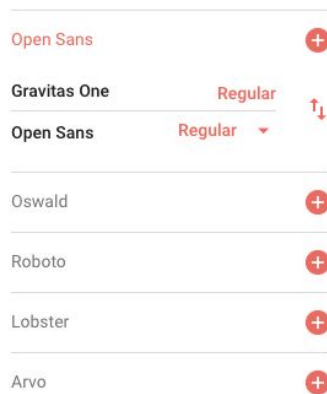 Open Sans
Gravitas One Regular
Open Sans Regular
Oswald
Roboto
Lobster
Arvo